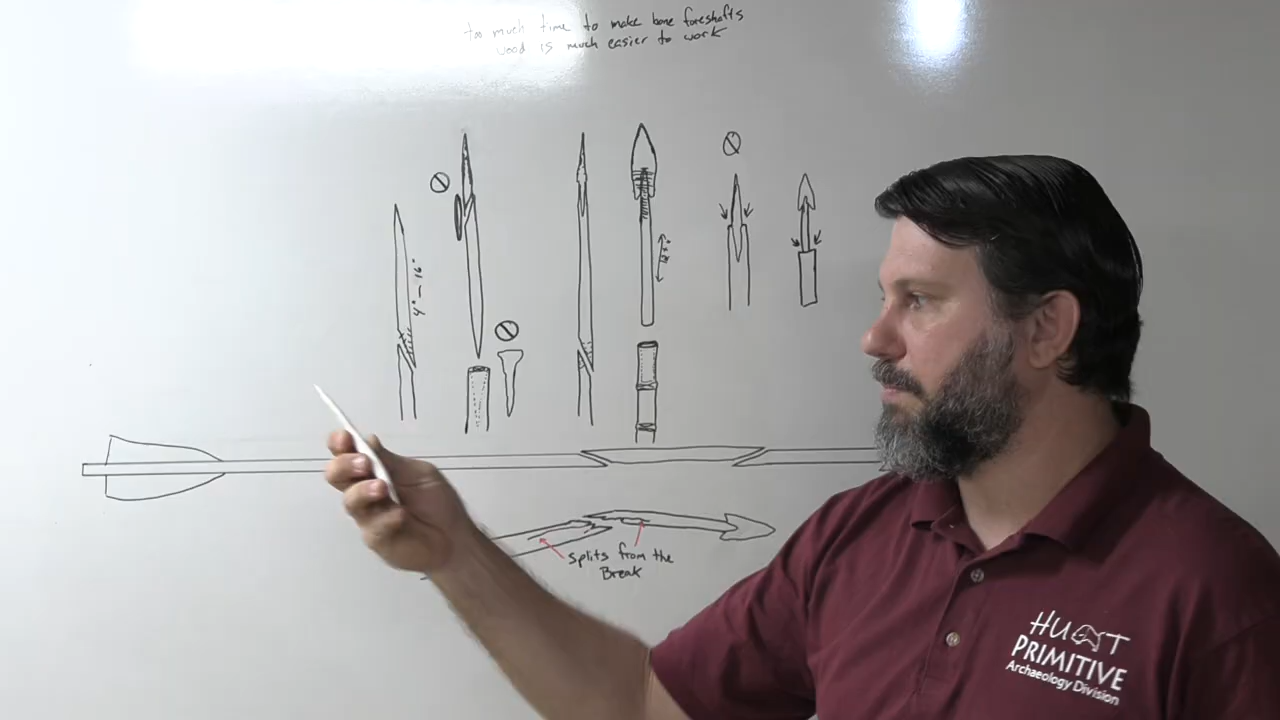 too much time to make bone foreshafts
wood is much easier to work
4" – 16"
splits from the
Break
HUNT
PRIMITIVE
Archaeology Division